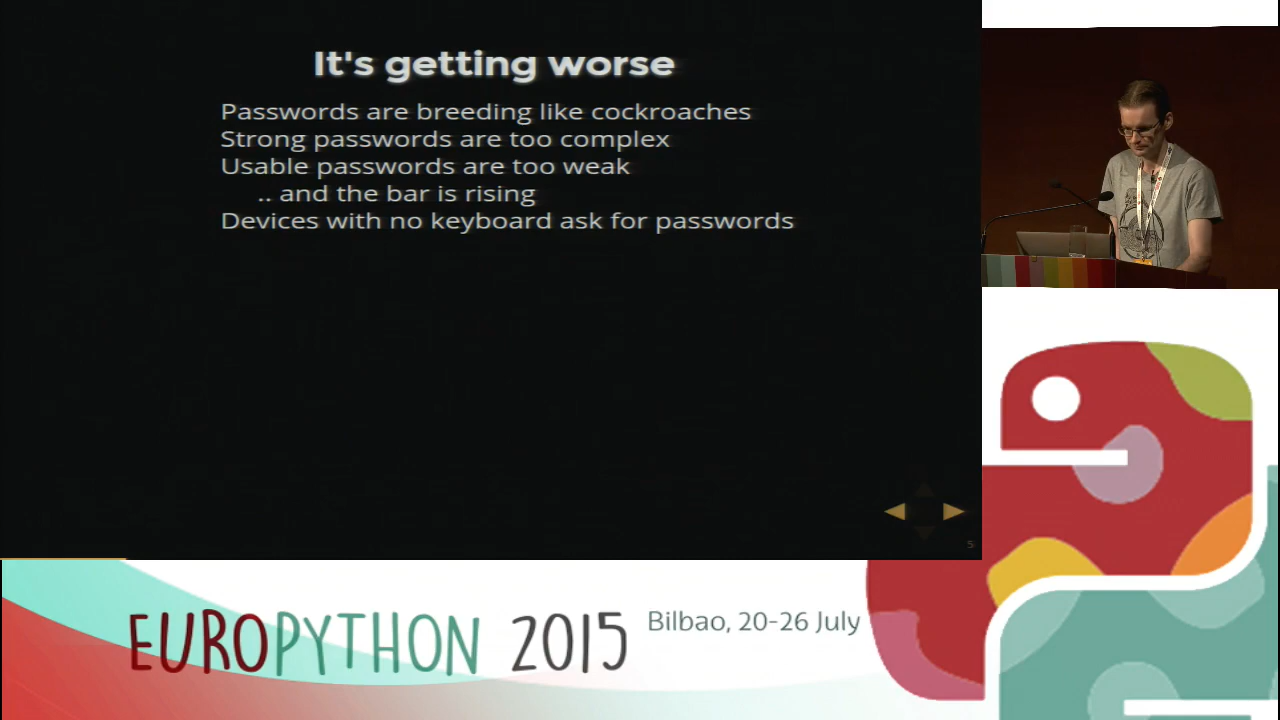 It's getting worse
Passwords are breeding like cockroaches
Strong passwords are too complex
Usable passwords are too weak
.. and the bar is rising
Devices with no keyboard ask for passwords
5
EUROPYTHON 2015
Bilbao, 20-26 July